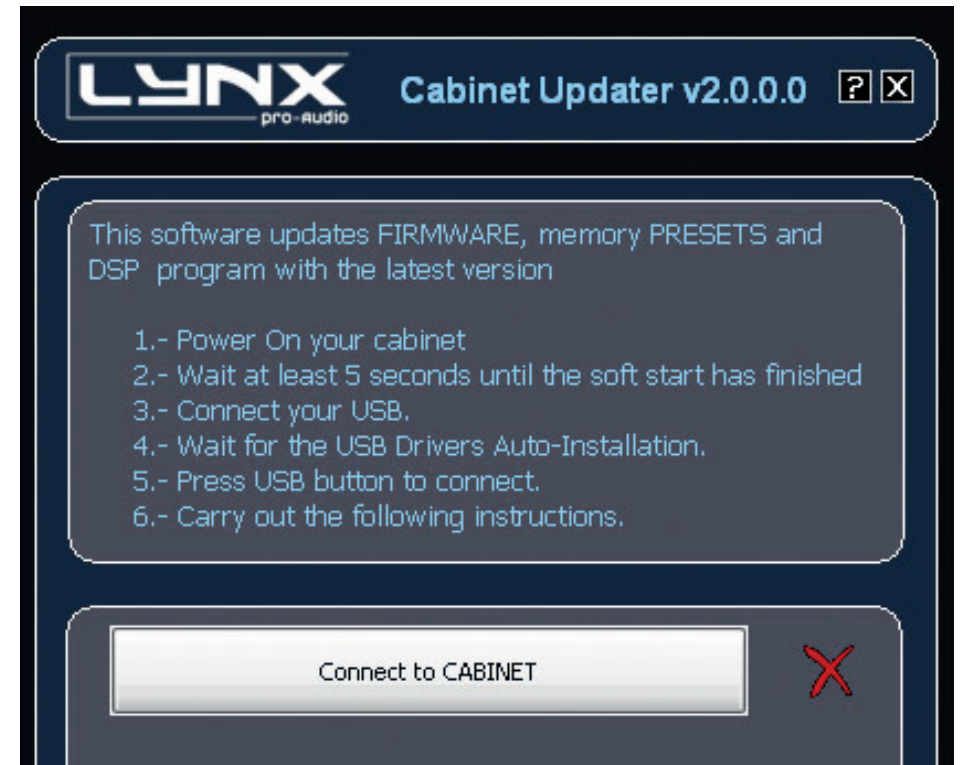 LYNX
pro-audio
Cabinet Updater v2.0.0.0
? X
This software updates FIRMWARE, memory PRESETS and
DSP program with the latest version
1.- Power On your cabinet
2.- Wait at least 5 seconds until the soft start has finished
3.- Connect your USB.
4.- Wait for the USB Drivers Auto-Installation.
5.- Press USB button to connect.
6.- Carry out the following instructions.
Connect to CABINET